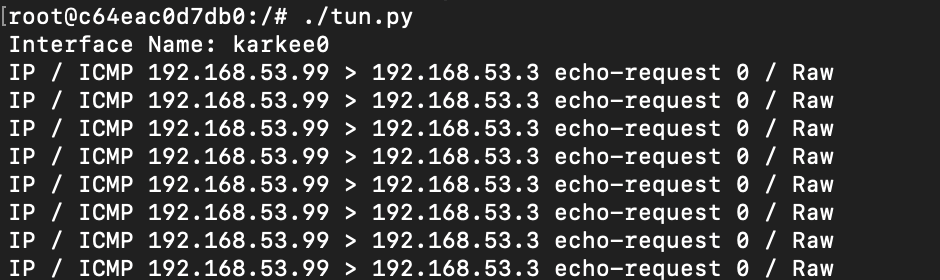 [root@c64eac0d7db0:/# ./tun.py
Interface Name: karkee0
IP / ICMP 192.168.53.99 > 192.168.53.3 echo-request 0 / Raw
IP / ICMP 192.168.53.99 > 192.168.53.3 echo-request 0 / Raw
IP / ICMP 192.168.53.99 > 192.168.53.3 echo-request 0 / Raw
IP / ICMP 192.168.53.99 > 192.168.53.3 echo-request 0 / Raw
IP / ICMP 192.168.53.99 > 192.168.53.3 echo-request 0 / Raw
IP / ICMP 192.168.53.99 > 192.168.53.3 echo-request 0 / Raw
IP / ICMP 192.168.53.99 > 192.168.53.3 echo-request 0 / Raw
IP / ICMP 192.168.53.99 > 192.168.53.3 echo-request 0 / Raw